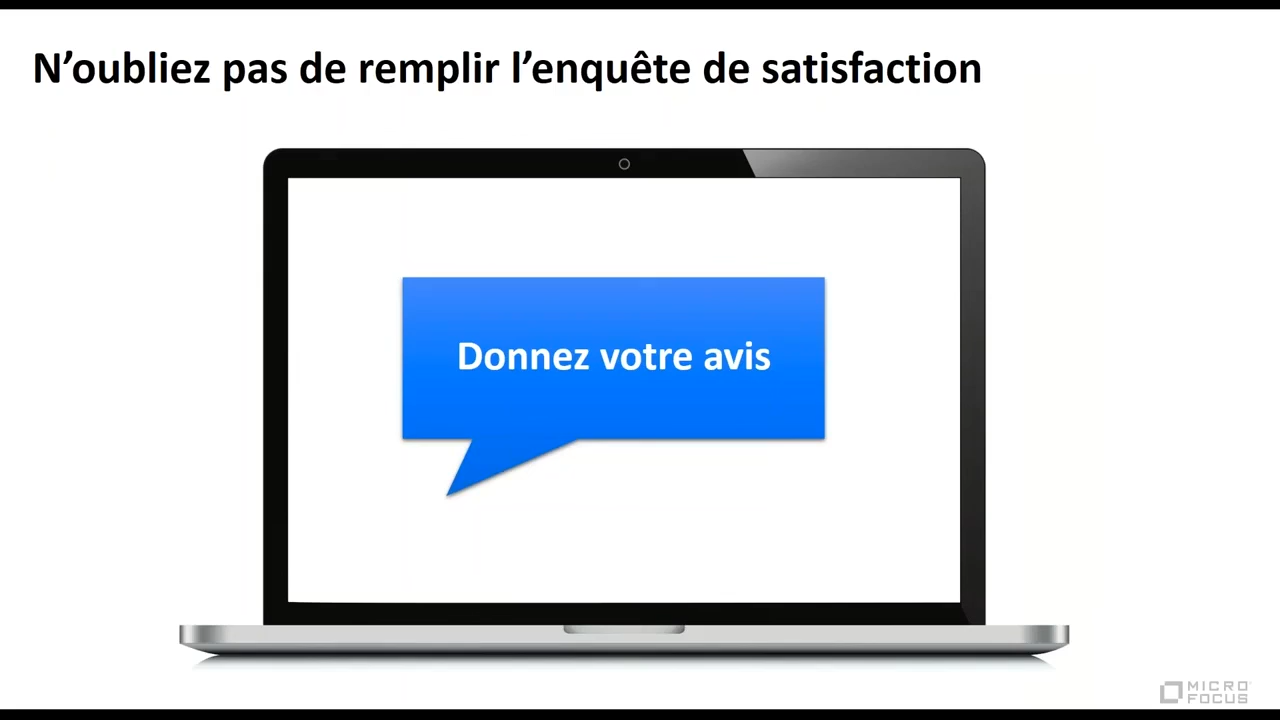 N’oubliez pas de remplir l’enquête de satisfaction
Donnez votre avis
MICRO
FOCUS